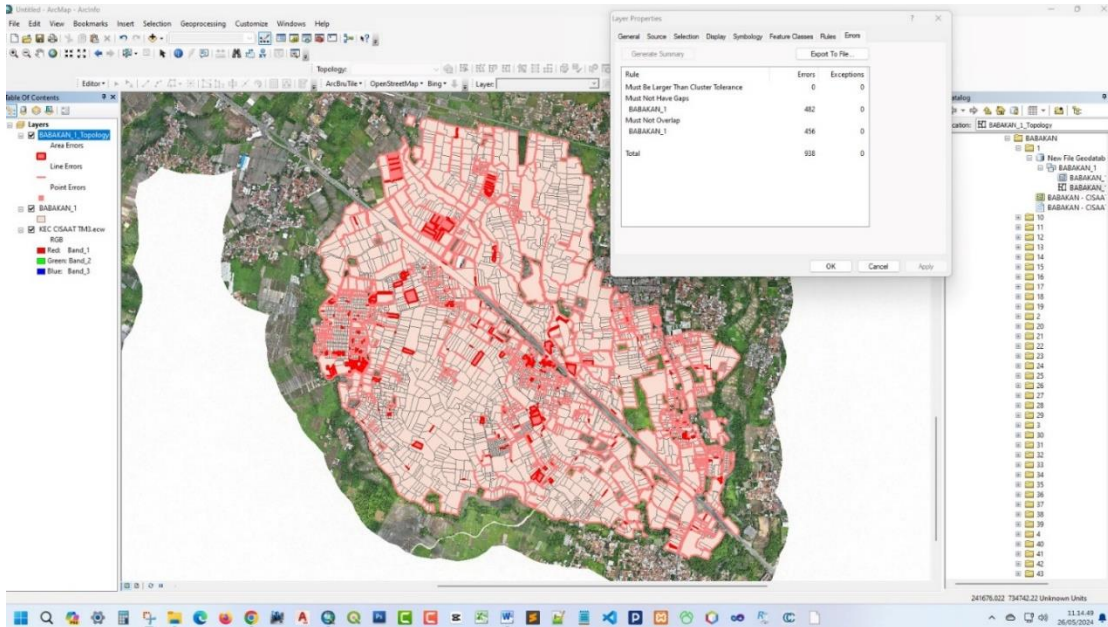 Untitled - ArcMap - ArcInfo
File Edit View Bookmarks Insert Selection Geoprocessing Customize Windows Help
Topology:
Editor
ArcBruTile OpenStreetMap Bing
Layer:
Table Of Contents
Layers
BABAKAN_1_Topology
Area Errors
Line Errors
Point Errors
BABAKAN_1
KEC CISAAT TM3.ecw
RGB
Red: Band_1
Green: Band_2
Blue: Band_3
Layer Properties
General Source Selection Display Symbology Feature Classes Rules Errors
Generate Summary Export To File...
Rule Errors Exceptions
Must Be Larger Than Cluster Tolerance 0 0
Must Not Have Gaps
BABAKAN_1 482 0
Must Not Overlap
BABAKAN_1 456 0
Total 938 0
OK Cancel Apply
atalog
BABAKAN_1_Topology
BABAKAN
1
New File Geodatab
BABAKAN_1
BABAKAN_
BABAKAN_
BABAKAN - CISAA
BABAKAN - CISAA
10
11
12
13
14
15
16
17
18
19
2
20
21
22
23
24
25
26
27
28
29
3
30
31
32
33
34
35
36
37
38
39
4
40
41
42
43
241676.022 734742.22 Unknown Units
11.14.49
26/05/2024